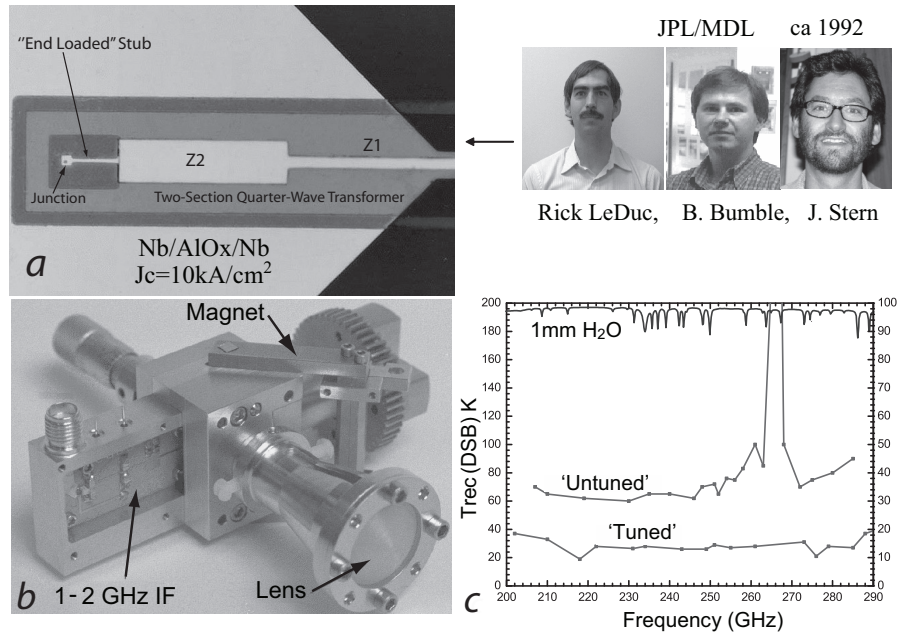 "End Loaded" Stub
Z1
Z2
Junction
Two-Section Quarter-Wave Transformer
Nb/AlOx/Nb
Jc=10kA/cm²
a
JPL/MDL ca 1992
Rick LeDuc, B. Bumble, J. Stern
Magnet
1-2 GHz IF
Lens
b
200
180
160
140
120
100
80
60
40
20
0
Trec (DSB) K
1mm H₂O
'Untuned'
'Tuned'
100
90
80
70
60
50
40
30
20
10
0
200 210 220 230 240 250 260 270 280 290
Frequency (GHz)
c